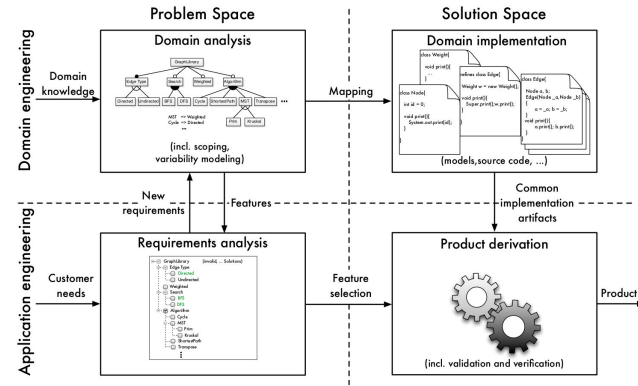 Problem Space
Solution Space
Domain engineering
Application engineering
Domain
knowledge
Domain analysis
GraphLibrary
Edge Type Search Weighted Algorithm
Directed Undirected BFS DFS Cycle ShortestPath MST Transpose ...
MST => Weighted
Cycle => Directed
...
Prim Kruskal
(incl. scoping,
variability modeling)
Mapping
Domain implementation
class Weight{
void print(){
...
}
refines class Edge{
Weight w = new Weight();
void print(){
Super.print();w.print();
}
class Node{
int id = 0;
void print(){
System.out.print(id);
}
class Edge{
Node a, b;
Edge(Node _a,Node _b)
{
a = _a; b = _b;
}
void print(){
a.print(); b.print();
}
(models,source code, ...)
New
requirements
Features
Common
implementation
artifacts
Customer
needs
Requirements analysis
GraphLibrary
Edge Type
Directed
Undirected
Weighted
Search
BFS
DFS
Algorithm
Cycle
MST
Prim
Kruskal
ShortestPath
Transpose
Feature
selection
Product derivation
(incl. validation and verification)
Product